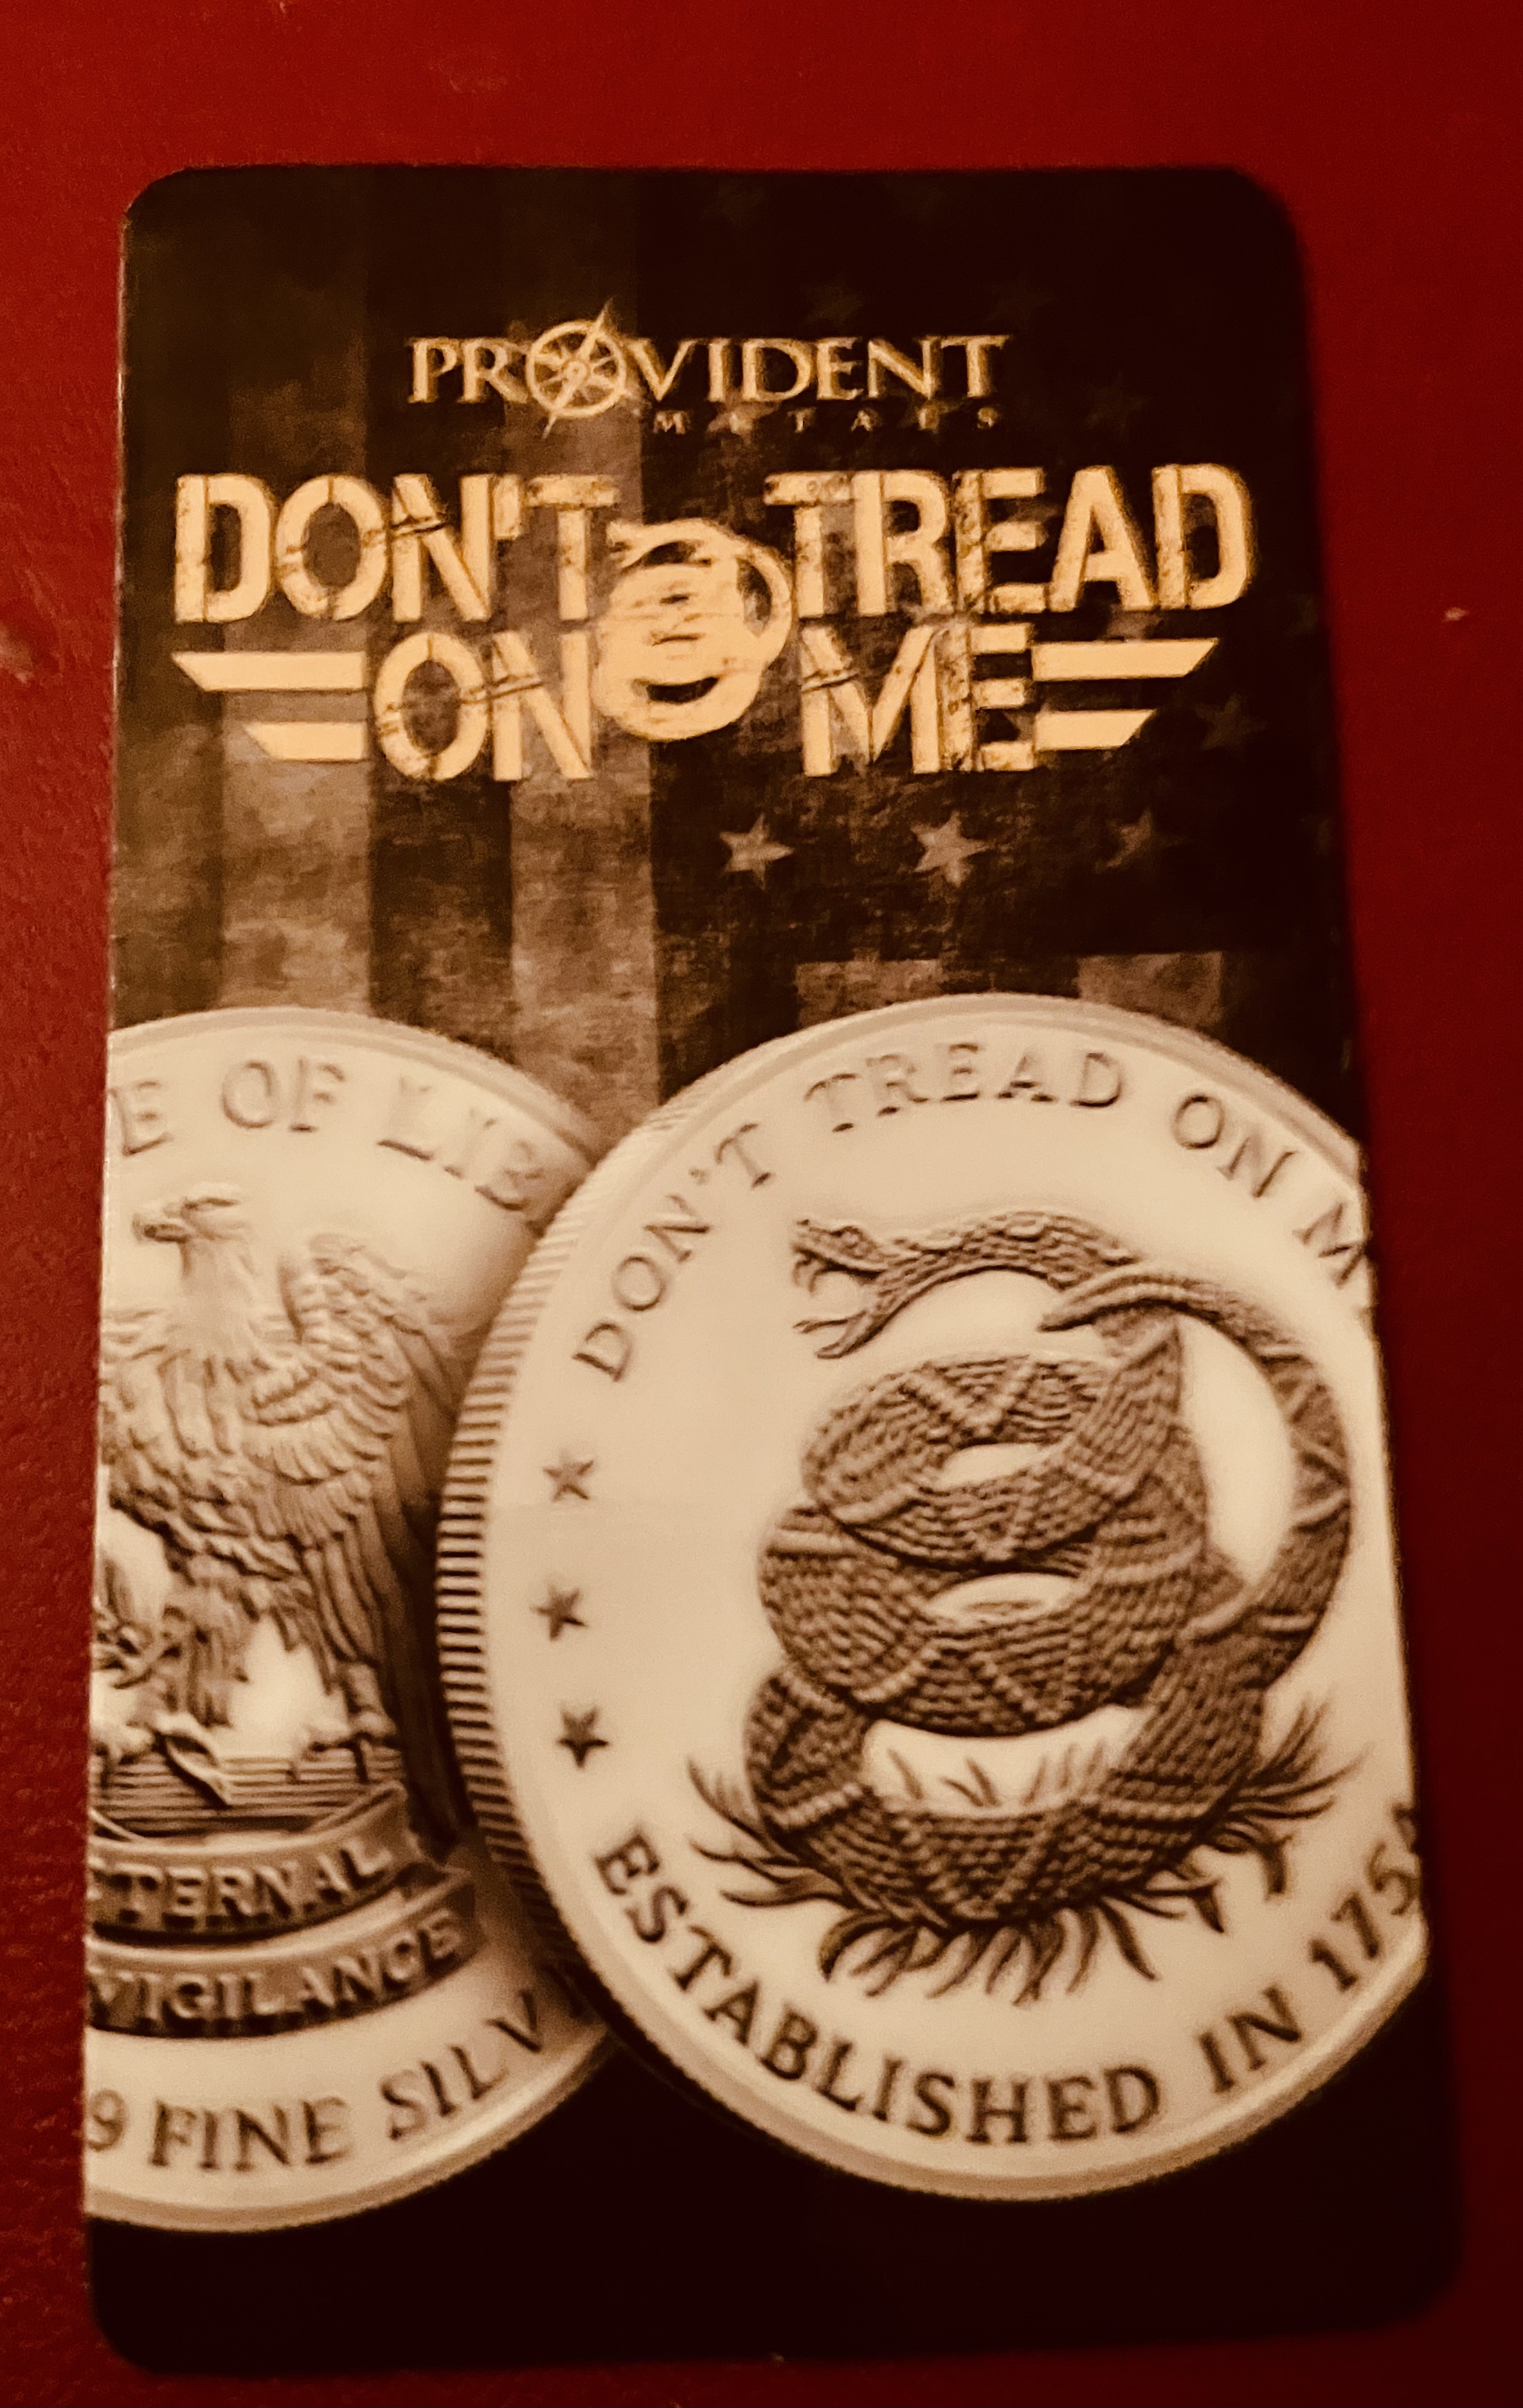 PROVIDENT
METALS
DON'T TREAD
ON ME
E OF LIB
ETERNAL
VIGILANCE
9 FINE SILV
DON'T TREAD ON M
ESTABLISHED IN 175